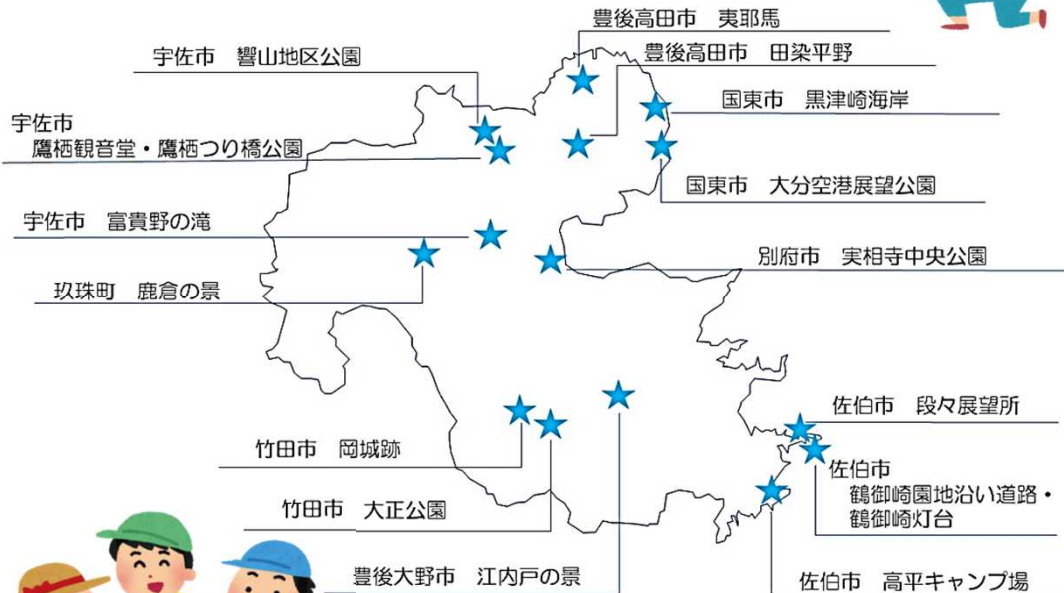 豊後高田市　夷耶馬
宇佐市　響山地区公園
豊後高田市　田染平野
国東市　黒津崎海岸
宇佐市
鷹栖観音堂・鷹栖つり橋公園
国東市　大分空港展望公園
宇佐市　富貴野の滝
別府市　実相寺中央公園
玖珠町　鹿倉の景
佐伯市　段々展望所
竹田市　岡城跡
佐伯市
鶴御崎園地沿い道路・
鶴御崎灯台
竹田市　大正公園
豊後大野市　江内戸の景
佐伯市　高平キャンプ場